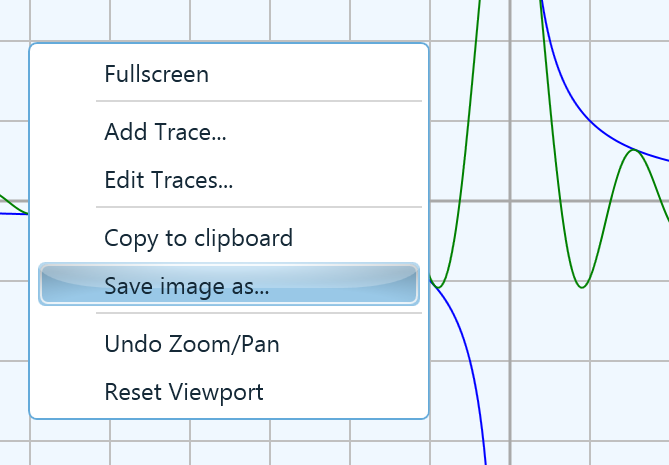 Fullscreen
Add Trace...
Edit Traces...
Copy to clipboard
Save image as...
Undo Zoom/Pan
Reset Viewport